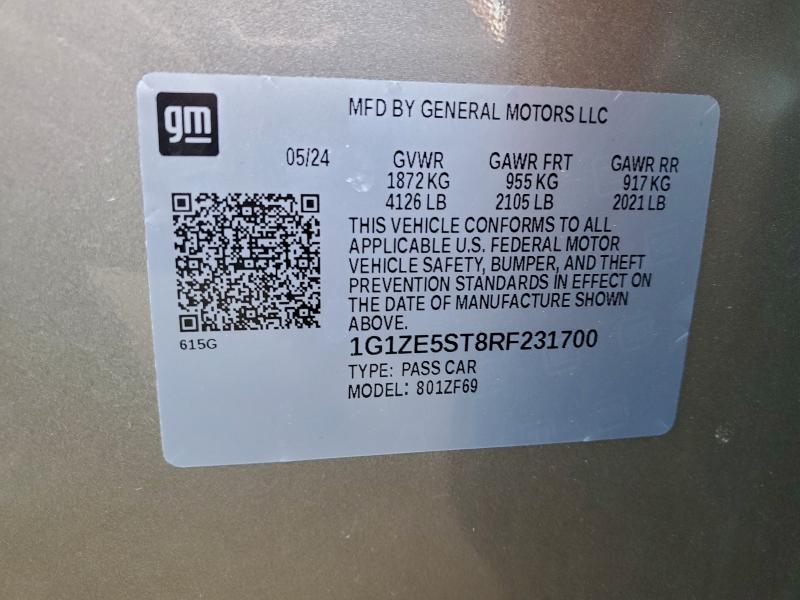 gm
MFD BY GENERAL MOTORS LLC
05/24 GVWR GAWR FRT GAWR RR
1872 KG 955 KG 917 KG
4126 LB 2105 LB 2021 LB
THIS VEHICLE CONFORMS TO ALL
APPLICABLE U.S. FEDERAL MOTOR
VEHICLE SAFETY, BUMPER, AND THEFT
PREVENTION STANDARDS IN EFFECT ON
THE DATE OF MANUFACTURE SHOWN
ABOVE.
615G
1G1ZE5ST8RF231700
TYPE: PASS CAR
MODEL: 801ZF69